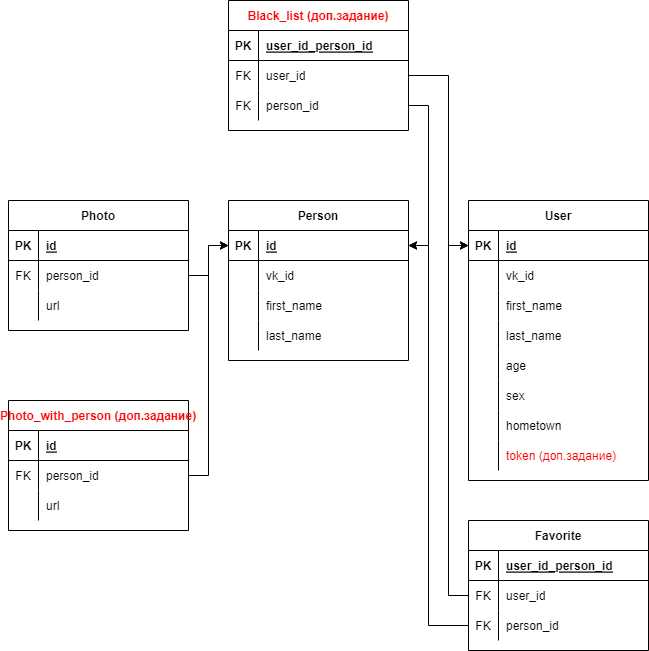 Black_list (доп.задание)
PK user_id_person_id
FK user_id
FK person_id
Photo
PK id
FK person_id
url
Person
PK id
vk_id
first_name
last_name
User
PK id
vk_id
first_name
last_name
age
sex
hometown
token (доп.задание)
Photo_with_person (доп.задание)
PK id
FK person_id
url
Favorite
PK user_id_person_id
FK user_id
FK person_id